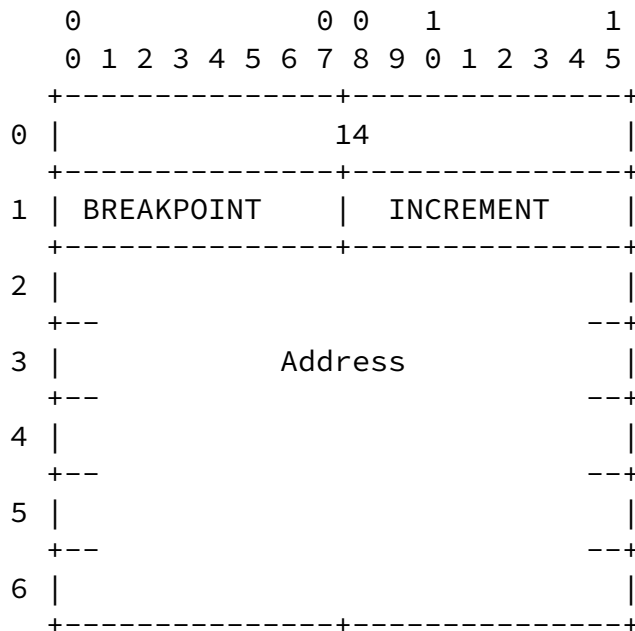 0 0 0 1 1
0 1 2 3 4 5 6 7 8 9 0 1 2 3 4 5
+---------------+---------------+
0 | 14 |
+---------------+---------------+
1 | BREAKPOINT | INCREMENT |
+---------------+---------------+
2 | |
+-- --+
3 | Address |
+-- --+
4 | |
+-- --+
5 | |
+-- --+
6 | |
+---------------+---------------+